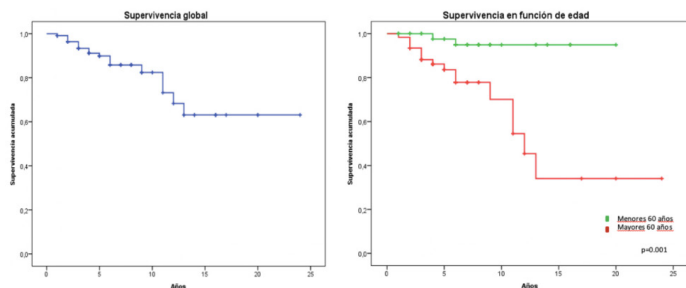 Supervivencia global
Supervivencia acumulada
1,0
0,8
0,6
0,4
0,2
0,0
0
5
10
15
20
25
Años
Supervivencia en función de edad
Supervivencia acumulada
1,0
0,8
0,6
0,4
0,2
0,0
Menores 60 años
Mayores 60 años
p=0.001
0
5
10
15
20
25
Años